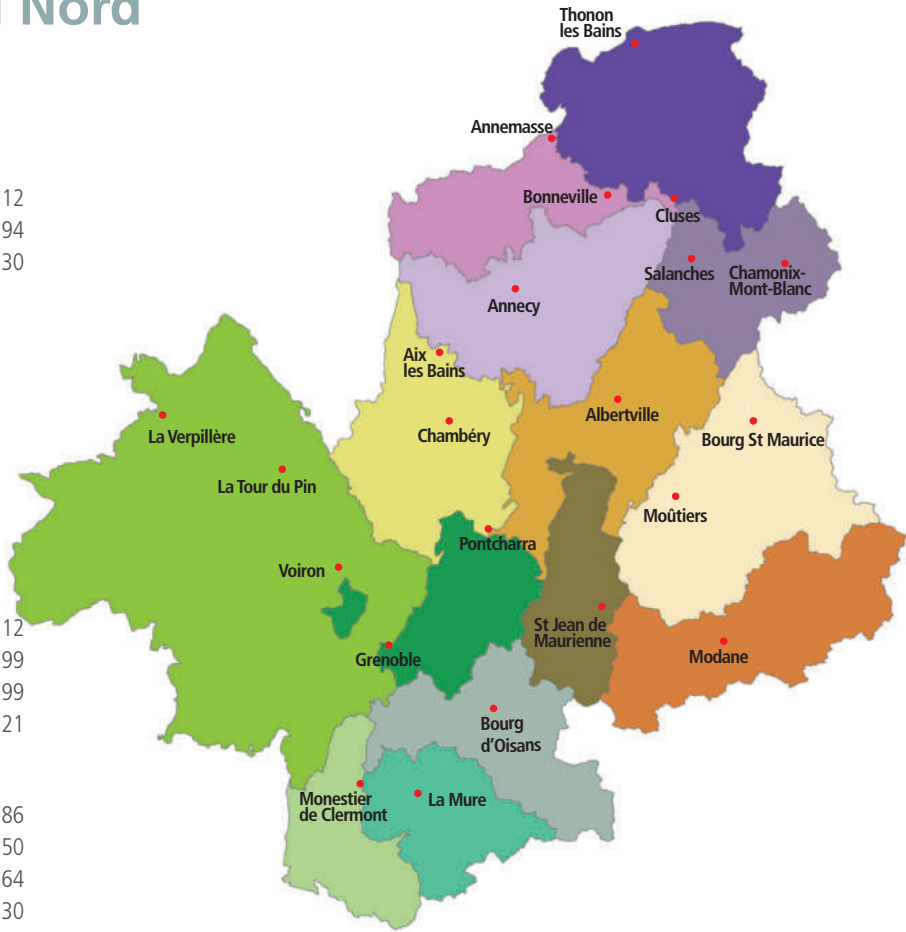 Nord
Thonon
les Bains
Annemasse
12
Bonneville
Cluses
94
30
Salanches
Chamonix-
Mont-Blanc
Annecy
Aix
les Bains
Albertville
La Verpillère
Chambéry
Bourg St Maurice
La Tour du Pin
Moûtiers
Pontcharra
Voiron
12
St Jean de
Maurienne
99
Grenoble
Modane
99
21
Bourg
d'Oisans
Monestier
de Clermont
La Mure
86
50
64
30